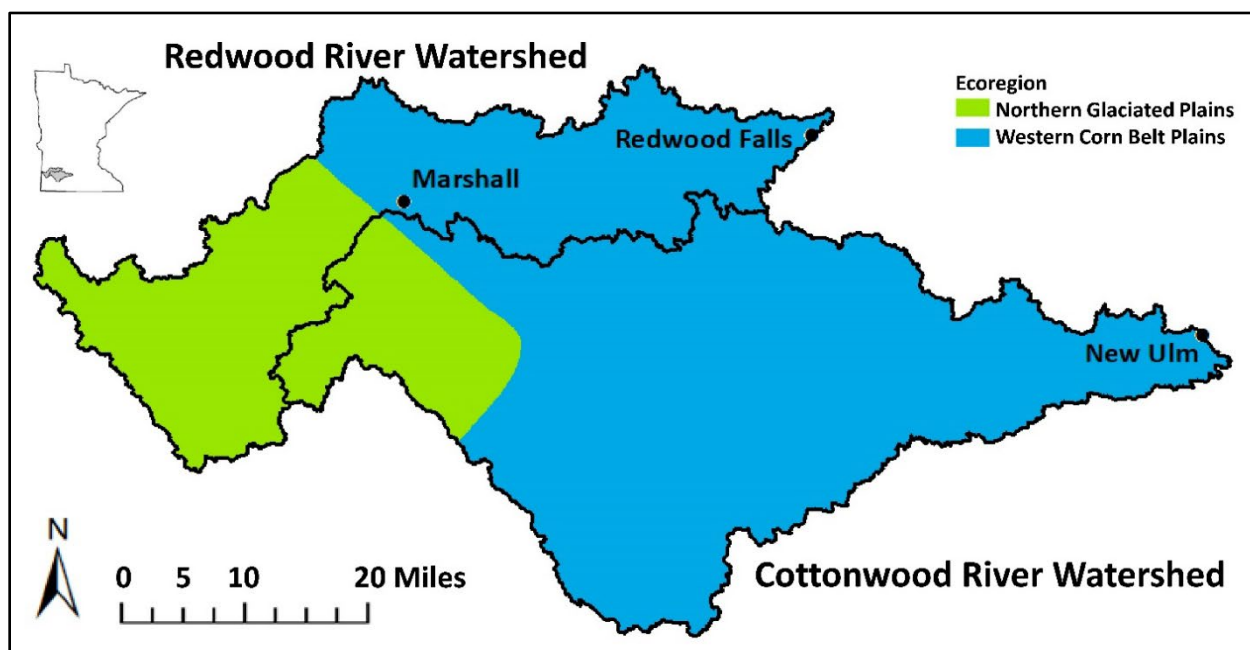 Redwood River Watershed
Ecoregion
Northern Glaciated Plains
Western Corn Belt Plains
Redwood Falls
Marshall
New Ulm
N
0 5 10 20 Miles
Cottonwood River Watershed